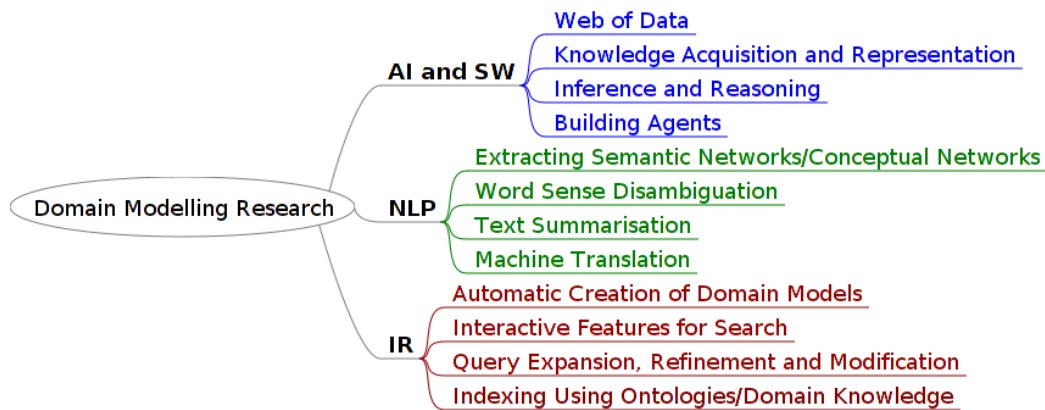 Domain Modelling Research
AI and SW
Web of Data
Knowledge Acquisition and Representation
Inference and Reasoning
Building Agents
NLP
Extracting Semantic Networks/Conceptual Networks
Word Sense Disambiguation
Text Summarisation
Machine Translation
IR
Automatic Creation of Domain Models
Interactive Features for Search
Query Expansion, Refinement and Modification
Indexing Using Ontologies/Domain Knowledge